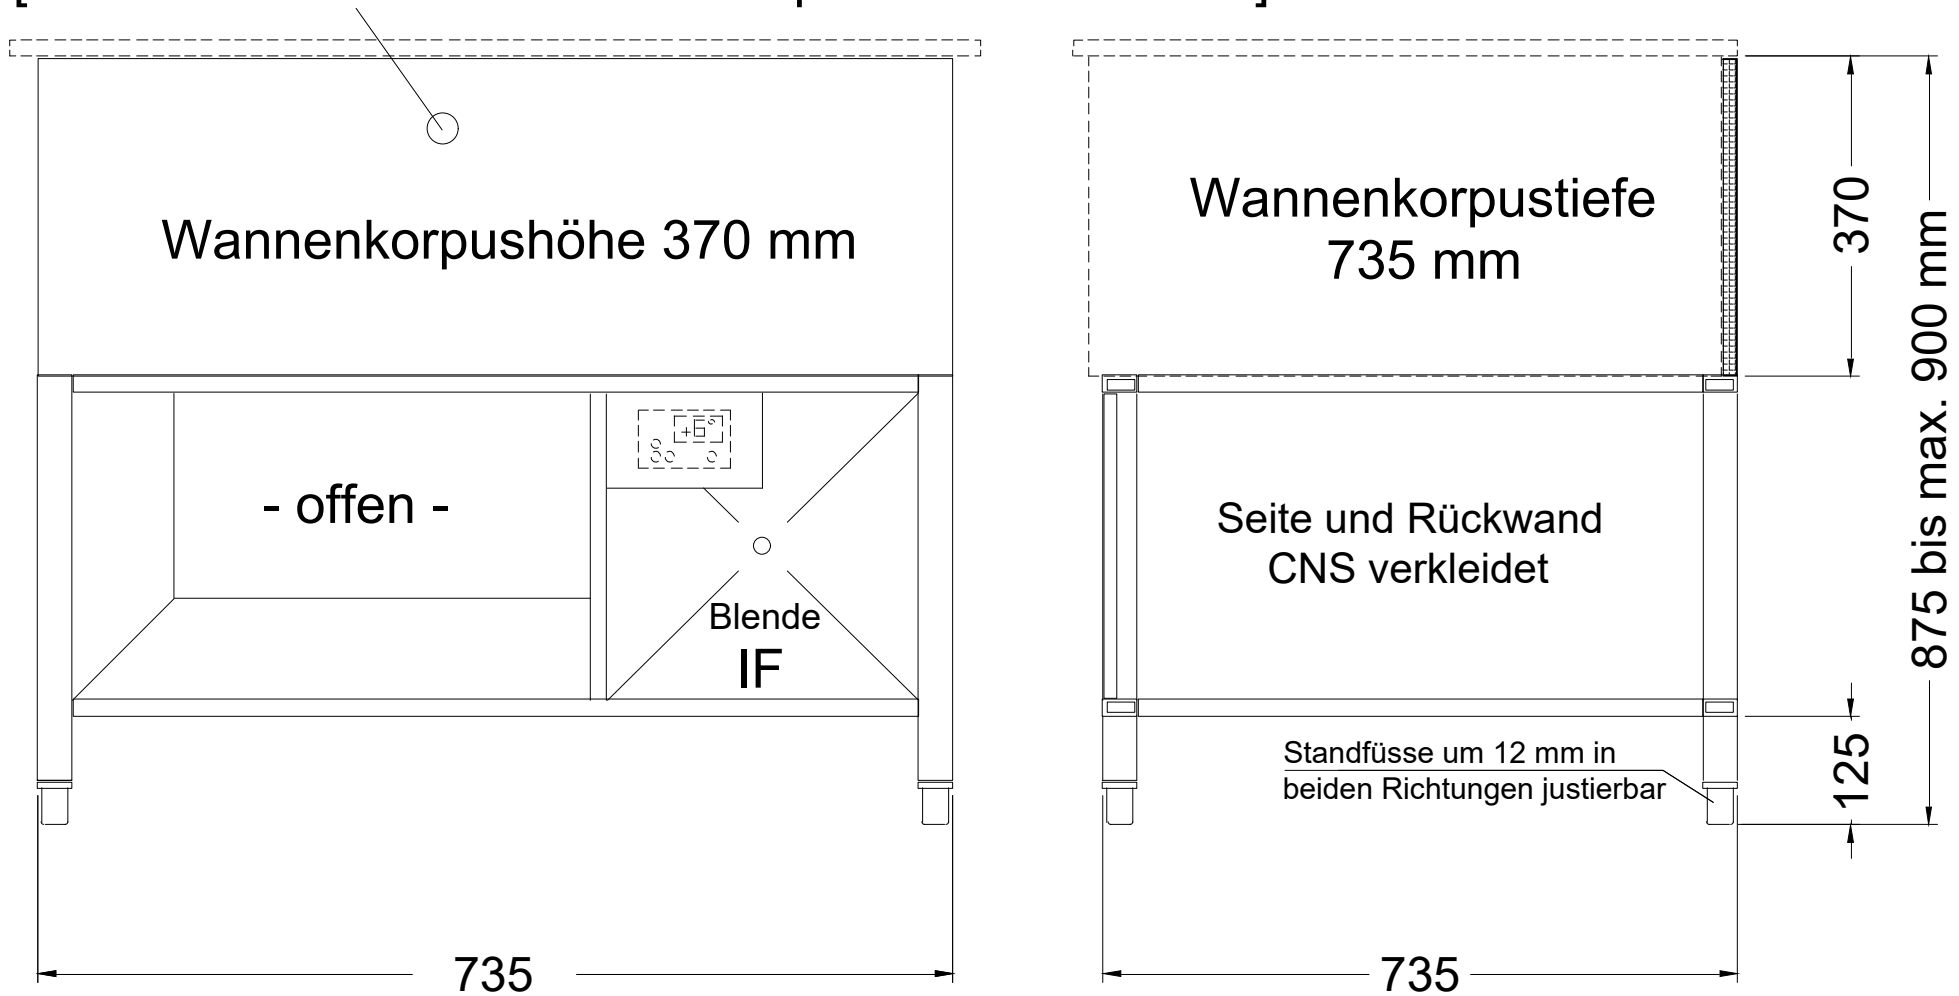 Wannenkorpushöhe 370 mm
- offen -
+6°
Blende
IF
735
Wannenkorpustiefe
735 mm
Seite und Rückwand
CNS verkleidet
Standfüsse um 12 mm in
beiden Richtungen justierbar
735
370
125
875 bis max. 900 mm